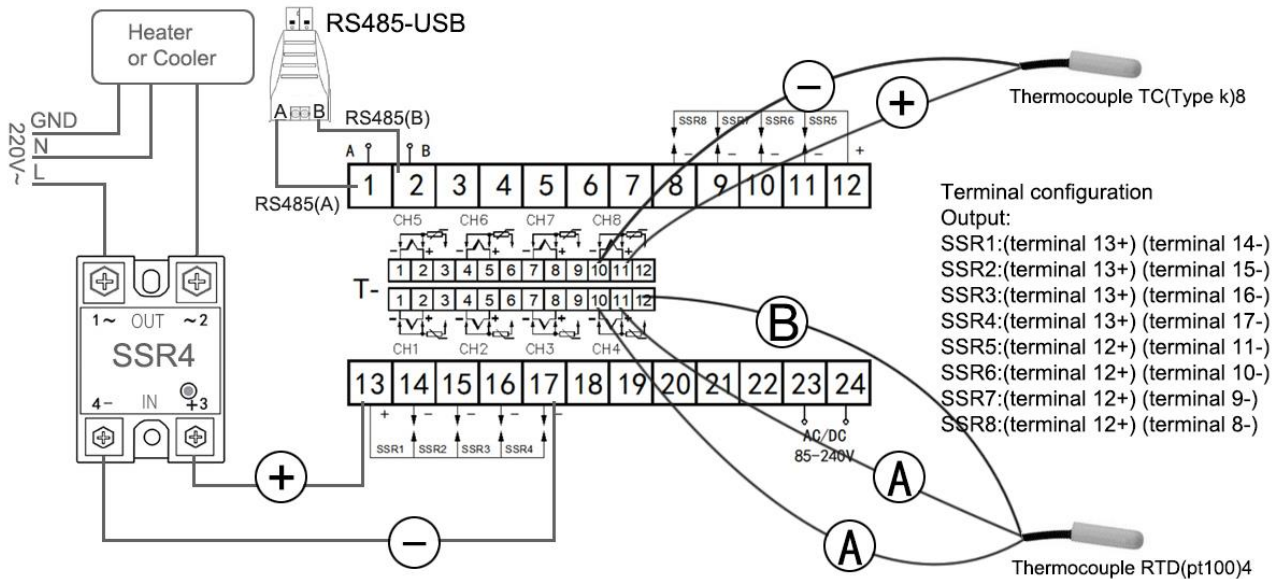 Heater
or Cooler
RS485-USB
A B
RS485(B)
GND
N
L
220V~
A B
RS485(A)
1 2 3 4 5 6 7 8 9 10 11 12
SSR8 SSR7 SSR6 SSR5
- - - - +
- +
Thermocouple TC(Type k)8
CH5 CH6 CH7 CH8
- + - + - + - +
1 2 3 4 5 6 7 8 9 10 11 12
T-
1 2 3 4 5 6 7 8 9 10 11 12
- + - + - + - +
CH1 CH2 CH3 CH4
13 14 15 16 17 18 19 20 21 22 23 24
+ - - - -
SSR1 SSR2 SSR3 SSR4
AC/DC
85-240V
1~ OUT ~2
SSR4
4- IN +3
+
-
B
A
A
Terminal configuration
Output:
SSR1:(terminal 13+) (terminal 14-)
SSR2:(terminal 13+) (terminal 15-)
SSR3:(terminal 13+) (terminal 16-)
SSR4:(terminal 13+) (terminal 17-)
SSR5:(terminal 12+) (terminal 11-)
SSR6:(terminal 12+) (terminal 10-)
SSR7:(terminal 12+) (terminal 9-)
SSR8:(terminal 12+) (terminal 8-)
Thermocouple RTD(pt100)4